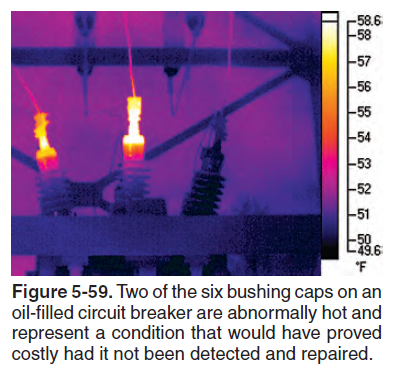 58.6
58
57
56
55
54
53
52
51
50
49.6
°F
Figure 5-59. Two of the six bushing caps on an
oil-filled circuit breaker are abnormally hot and
represent a condition that would have proved
costly had it not been detected and repaired.